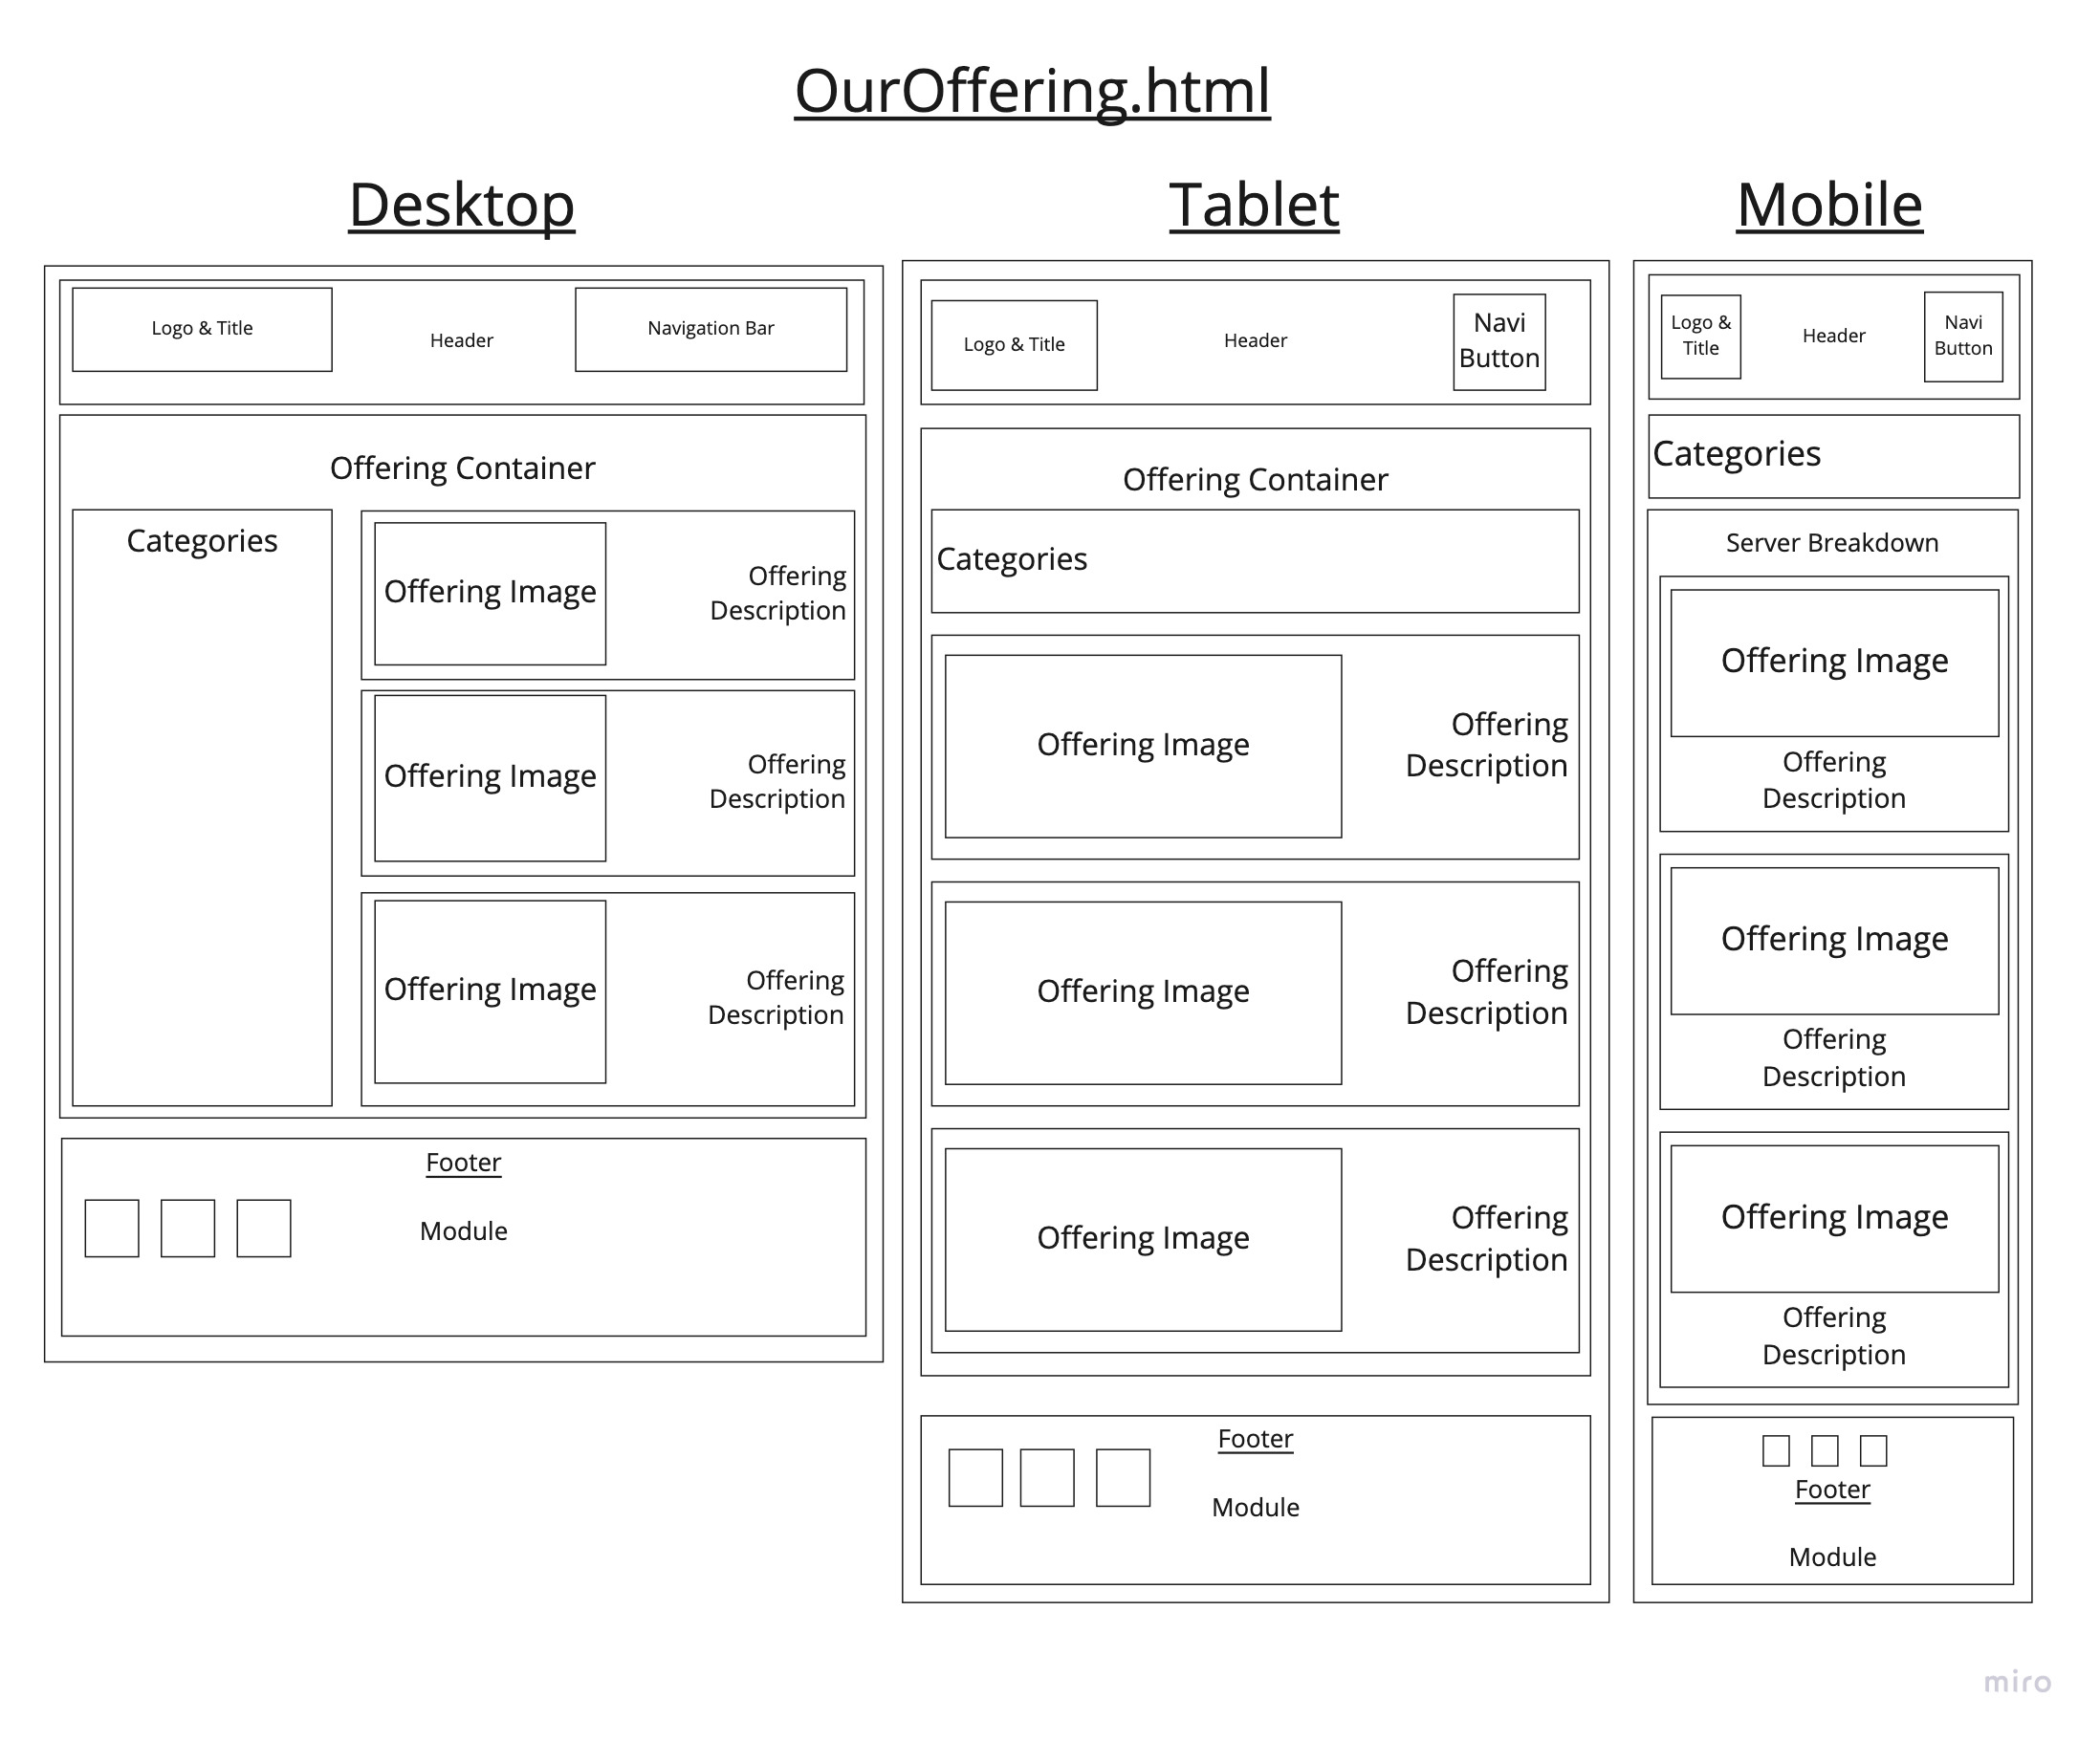 OurOffering.html
Desktop
Logo & Title
Header
Navigation Bar
Offering Container
Categories
Offering Image
Offering
Description
Offering Image
Offering
Description
Offering Image
Offering
Description
Footer
Module
Tablet
Logo & Title
Header
Navi
Button
Offering Container
Categories
Offering Image
Offering
Description
Offering Image
Offering
Description
Offering Image
Offering
Description
Footer
Module
Mobile
Logo &
Title
Header
Navi
Button
Categories
Server Breakdown
Offering Image
Offering
Description
Offering Image
Offering
Description
Offering Image
Offering
Description
Footer
Module
miro